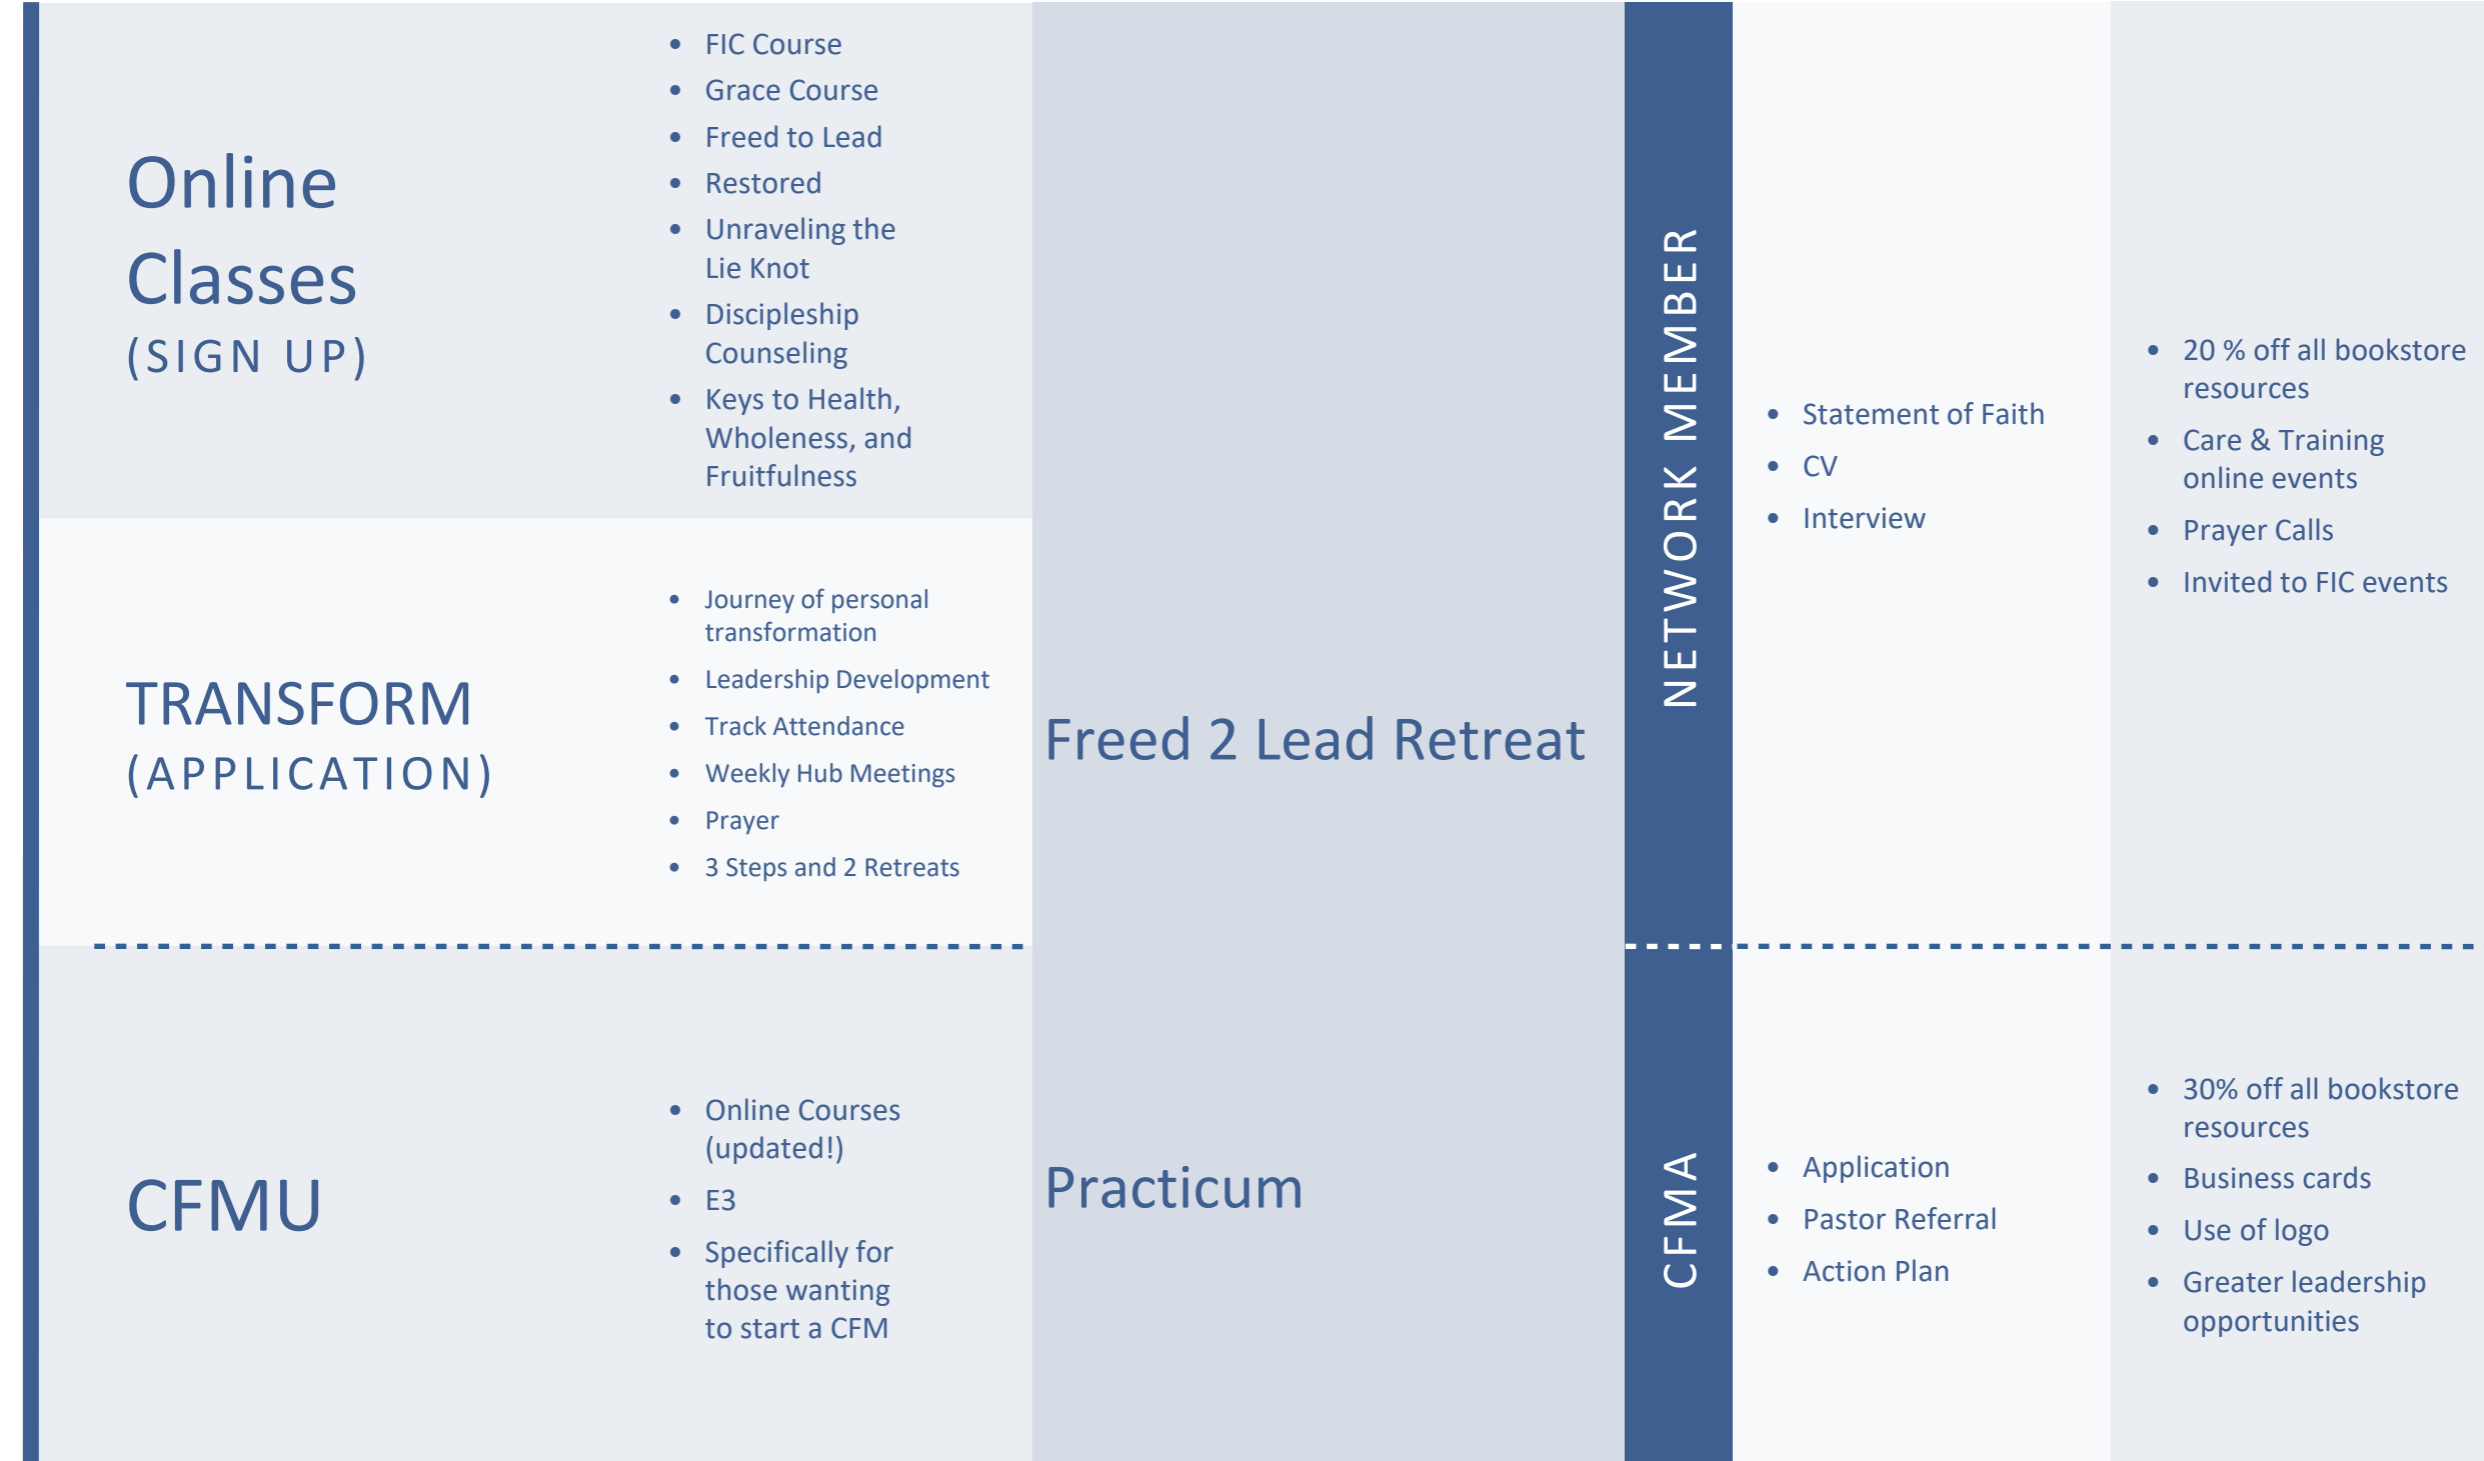 Online
Classes
(SIGN UP)
• FIC Course
• Grace Course
• Freed to Lead
• Restored
• Unraveling the
Lie Knot
• Discipleship
Counseling
• Keys to Health,
Wholeness, and
Fruitfulness
TRANSFORM
(APPLICATION)
• Journey of personal
transformation
• Leadership Development
• Track Attendance
• Weekly Hub Meetings
• Prayer
• 3 Steps and 2 Retreats
Freed 2 Lead Retreat
NETWORK MEMBER
• Statement of Faith
• CV
• Interview
• 20 % off all bookstore
resources
• Care & Training
online events
• Prayer Calls
• Invited to FIC events
CFMU
• Online Courses
(updated!)
• E3
• Specifically for
those wanting
to start a CFM
Practicum
CFMA
• Application
• Pastor Referral
• Action Plan
• 30% off all bookstore
resources
• Business cards
• Use of logo
• Greater leadership
opportunities